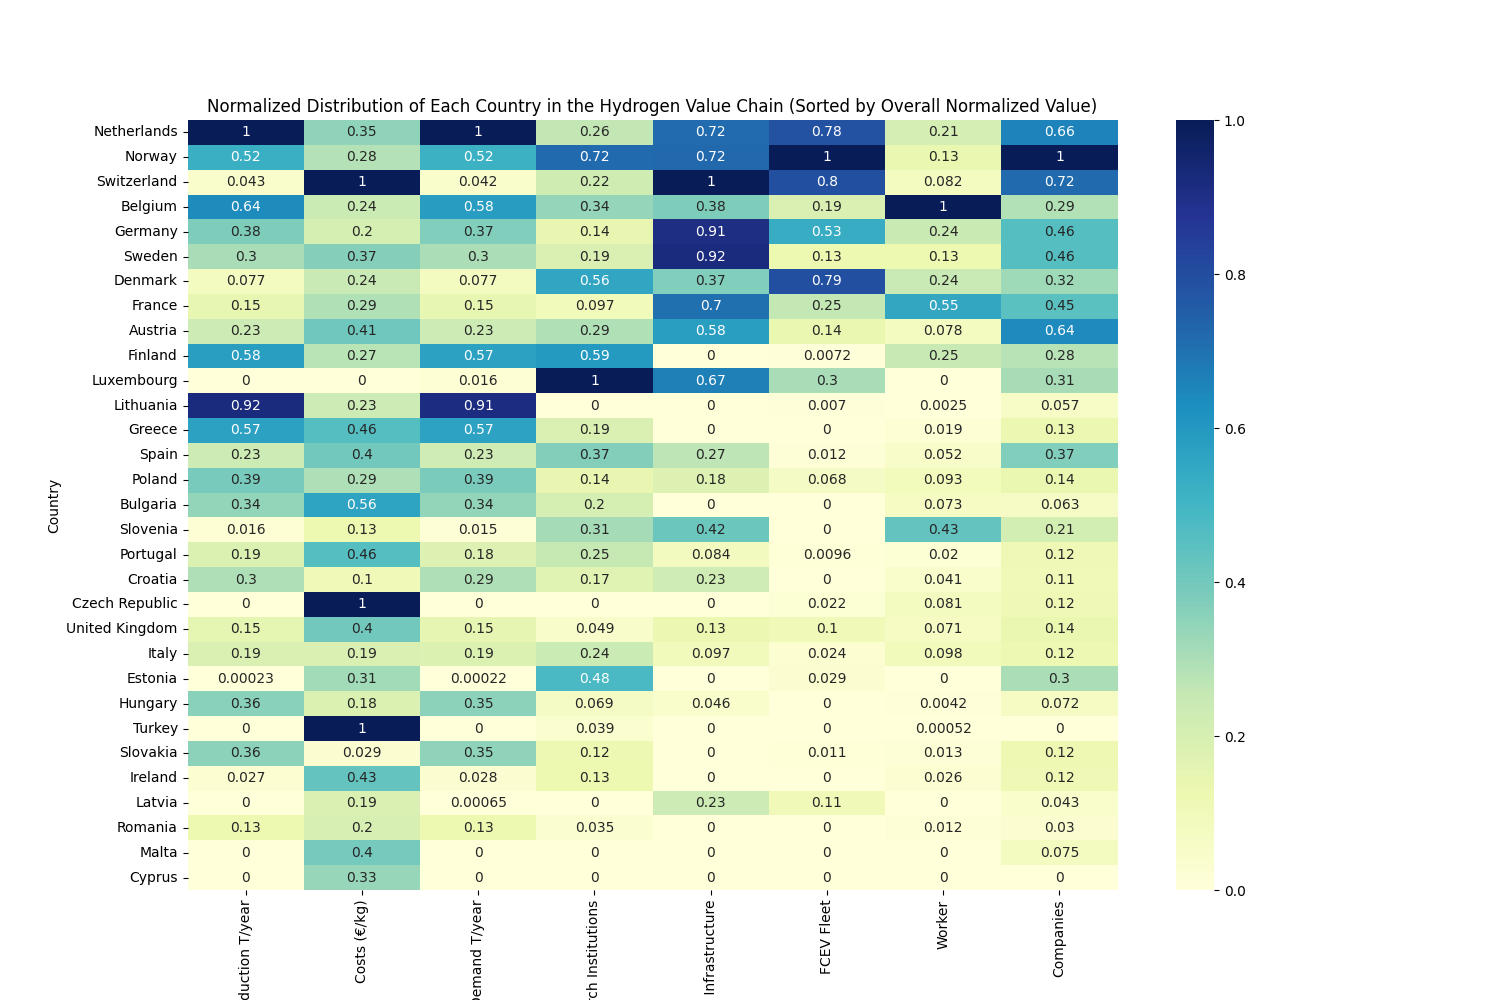 Normalized Distribution of Each Country in the Hydrogen Value Chain (Sorted by Overall Normalized Value)
Netherlands 1 0.35 1 0.26 0.72 0.78 0.21 0.66
Norway 0.52 0.28 0.52 0.72 0.72 1 0.13 1
Switzerland 0.043 1 0.042 0.22 1 0.8 0.082 0.72
Belgium 0.64 0.24 0.58 0.34 0.38 0.19 1 0.29
Germany 0.38 0.2 0.37 0.14 0.91 0.53 0.24 0.46
Sweden 0.3 0.37 0.3 0.19 0.92 0.13 0.13 0.46
Denmark 0.077 0.24 0.077 0.56 0.37 0.79 0.24 0.32
France 0.15 0.29 0.15 0.097 0.7 0.25 0.55 0.45
Austria 0.23 0.41 0.23 0.29 0.58 0.14 0.078 0.64
Finland 0.58 0.27 0.57 0.59 0 0.0072 0.25 0.28
Luxembourg 0 0 0.016 1 0.67 0.3 0 0.31
Lithuania 0.92 0.23 0.91 0 0 0.007 0.0025 0.057
Greece 0.57 0.46 0.57 0.19 0 0 0.019 0.13
Spain 0.23 0.4 0.23 0.37 0.27 0.012 0.052 0.37
Poland 0.39 0.29 0.39 0.14 0.18 0.068 0.093 0.14
Bulgaria 0.34 0.56 0.34 0.2 0 0 0.073 0.063
Slovenia 0.016 0.13 0.015 0.31 0.42 0 0.43 0.21
Portugal 0.19 0.46 0.18 0.25 0.084 0.0096 0.02 0.12
Croatia 0.3 0.1 0.29 0.17 0.23 0 0.041 0.11
Czech Republic 0 1 0 0 0 0.022 0.081 0.12
United Kingdom 0.15 0.4 0.15 0.049 0.13 0.1 0.071 0.14
Italy 0.19 0.19 0.19 0.24 0.097 0.024 0.098 0.12
Estonia 0.00023 0.31 0.00022 0.48 0 0.029 0 0.3
Hungary 0.36 0.18 0.35 0.069 0.046 0 0.0042 0.072
Turkey 0 1 0 0.039 0 0 0.00052 0
Slovakia 0.36 0.029 0.35 0.12 0 0.011 0.013 0.12
Ireland 0.027 0.43 0.028 0.13 0 0 0.026 0.12
Latvia 0 0.19 0.00065 0 0.23 0.11 0 0.043
Romania 0.13 0.2 0.13 0.035 0 0 0.012 0.03
Malta 0 0.4 0 0 0 0 0 0.075
Cyprus 0 0.33 0 0 0 0 0 0
Country
duction T/year
Costs (€/kg)
Demand T/year
rch Institutions
Infrastructure
FCEV Fleet
Worker
Companies
1.0
0.8
0.6
0.4
0.2
0.0